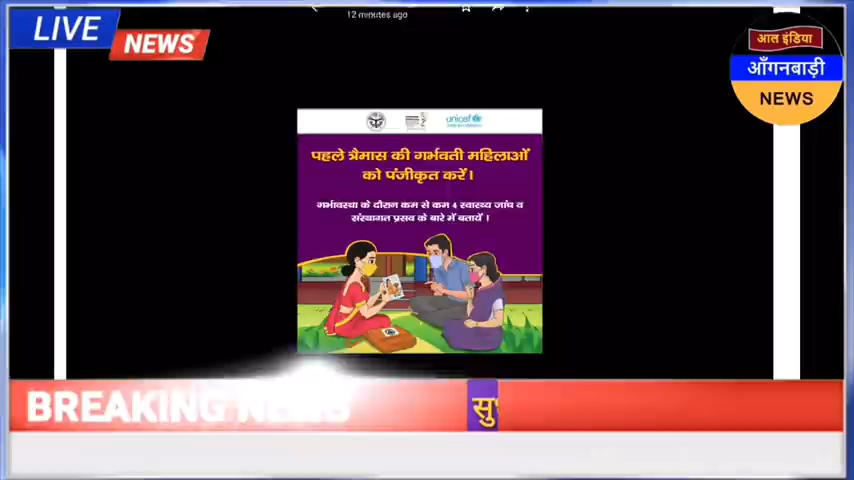 LIVE
NEWS
12 minutes ago
आल इंडिया
आँगनबाड़ी
NEWS
unicef
पहले त्रैमास की गर्भवती महिलाओं
को पंजीकृत करें।
गर्भावस्था के दौरान कम से कम 4 स्वास्थ्य जांच व
संस्थागत प्रसव के बारे में बतायें ।
BREAKING NEWS